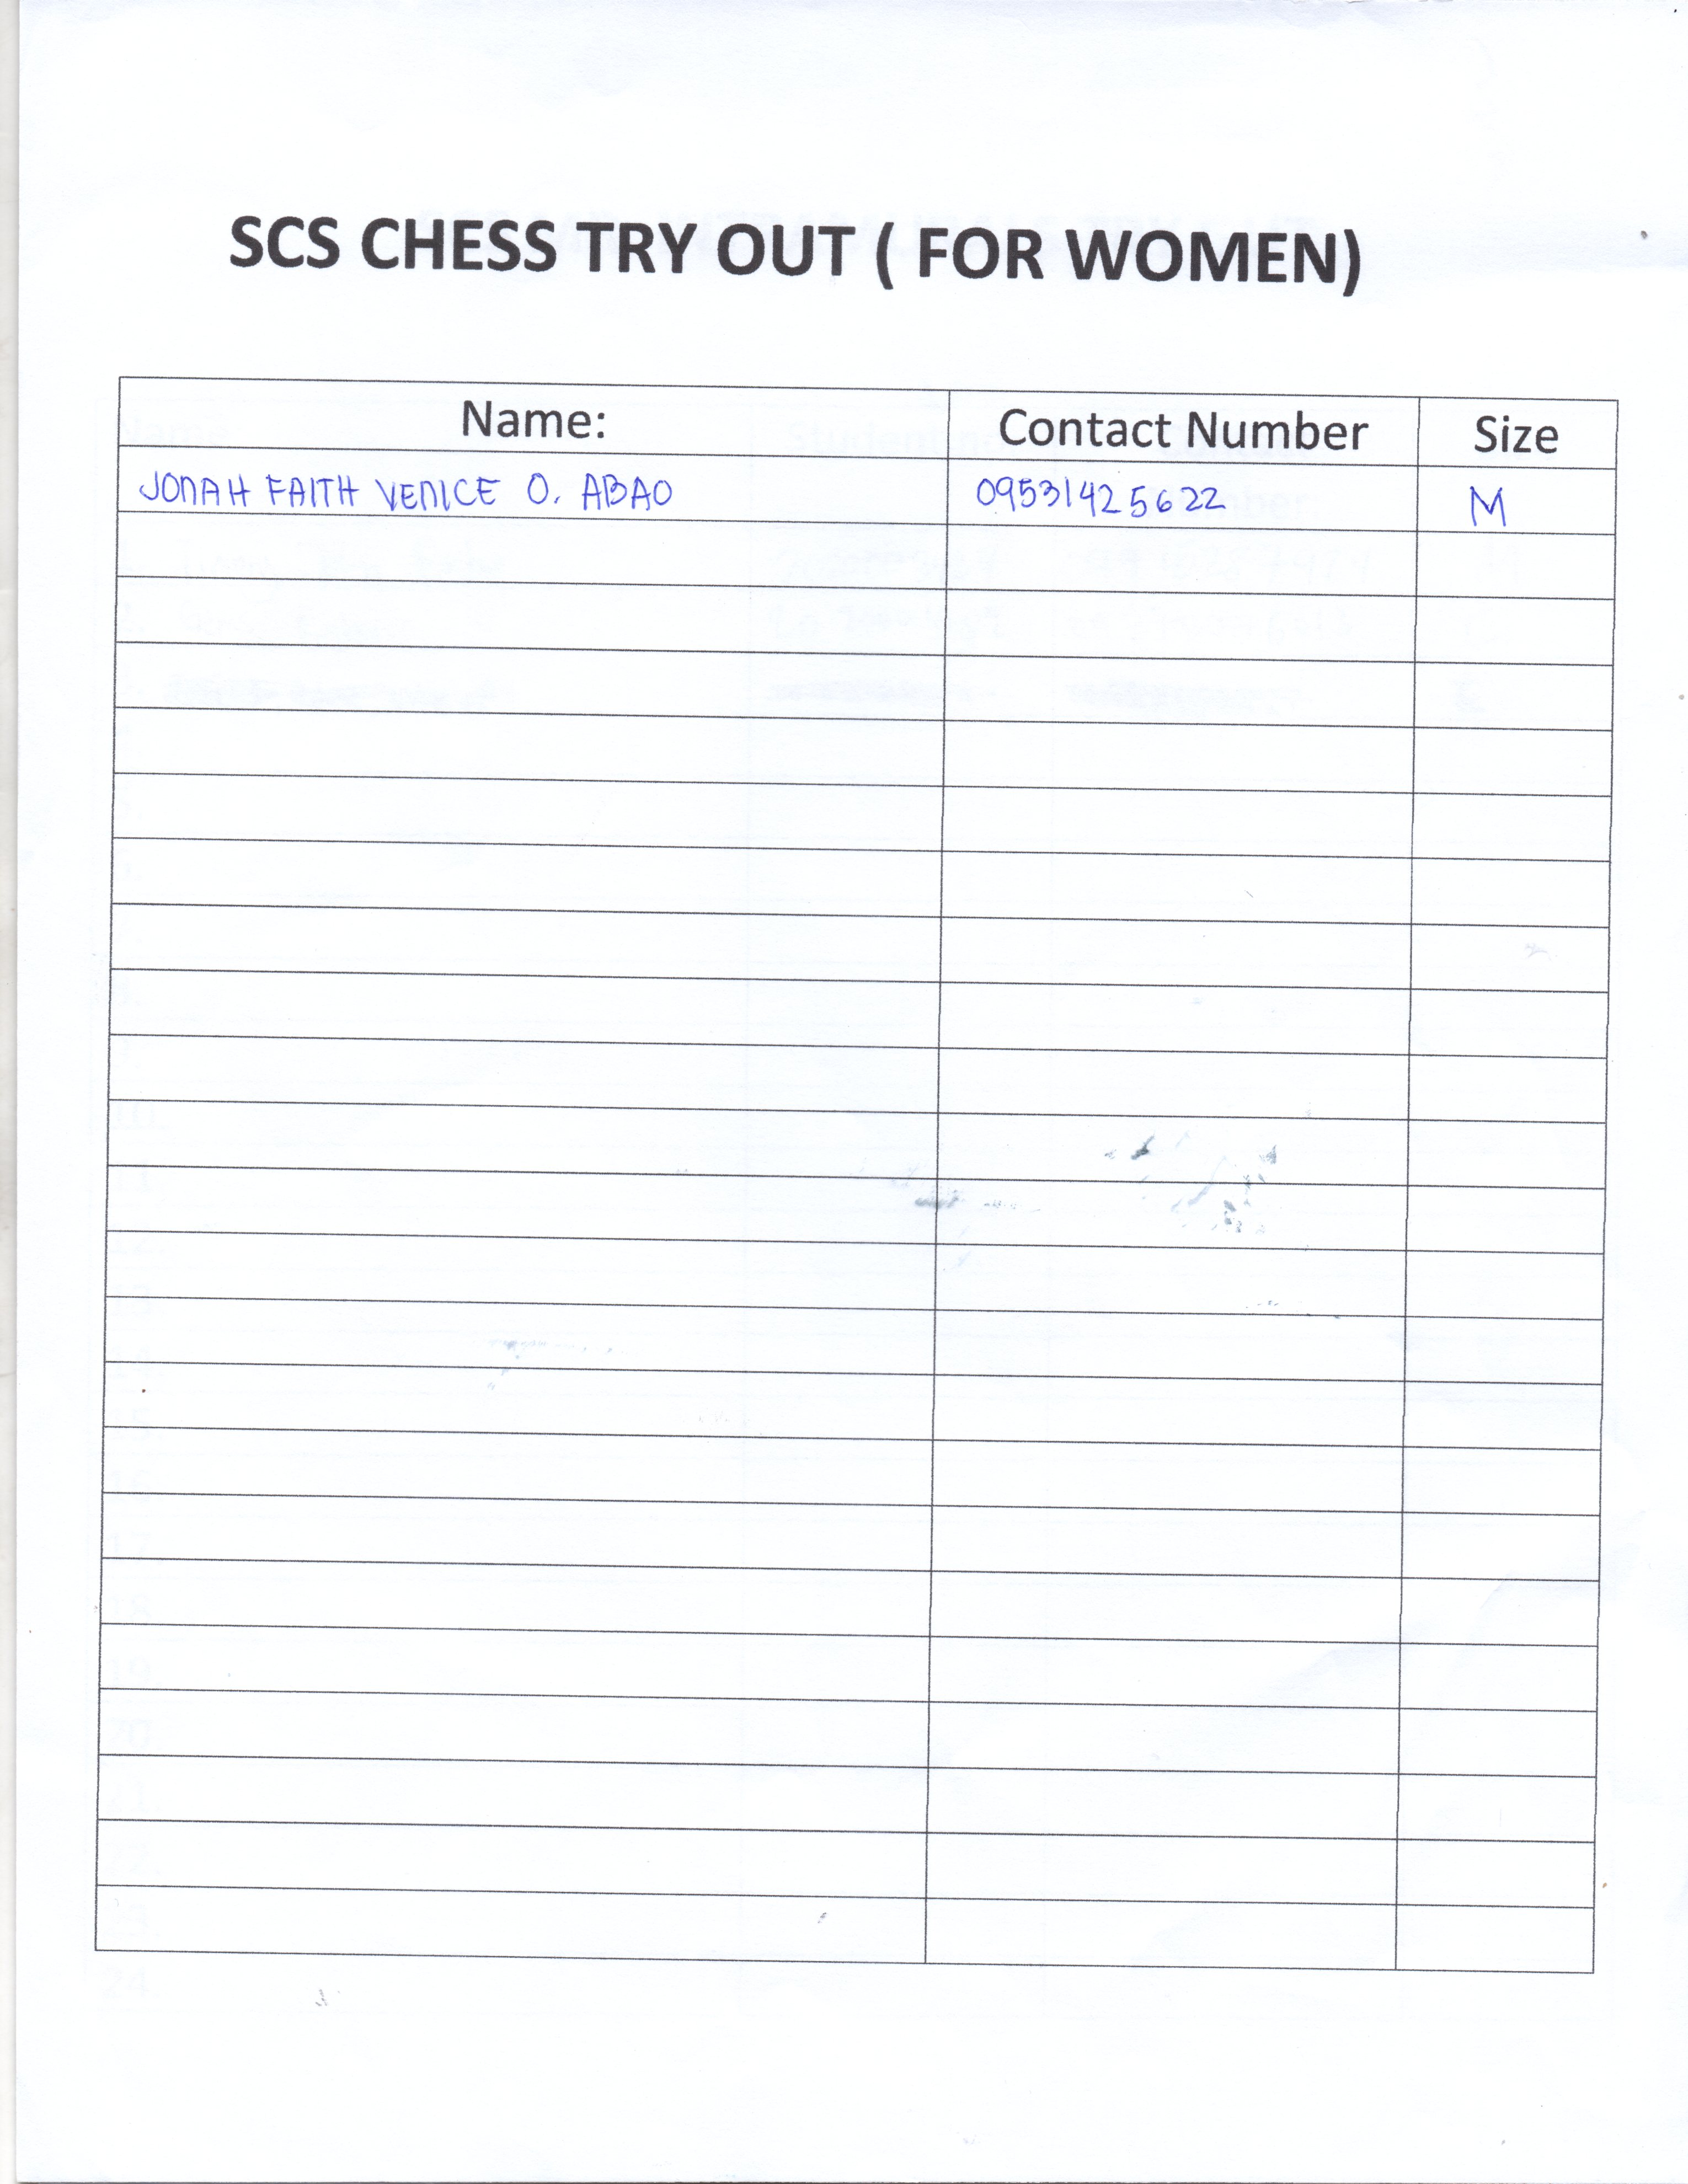 SCS CHESS TRY OUT ( FOR WOMEN)
Name: Contact Number Size
JONAH FAITH VENICE O. ABAO 09531425622 M